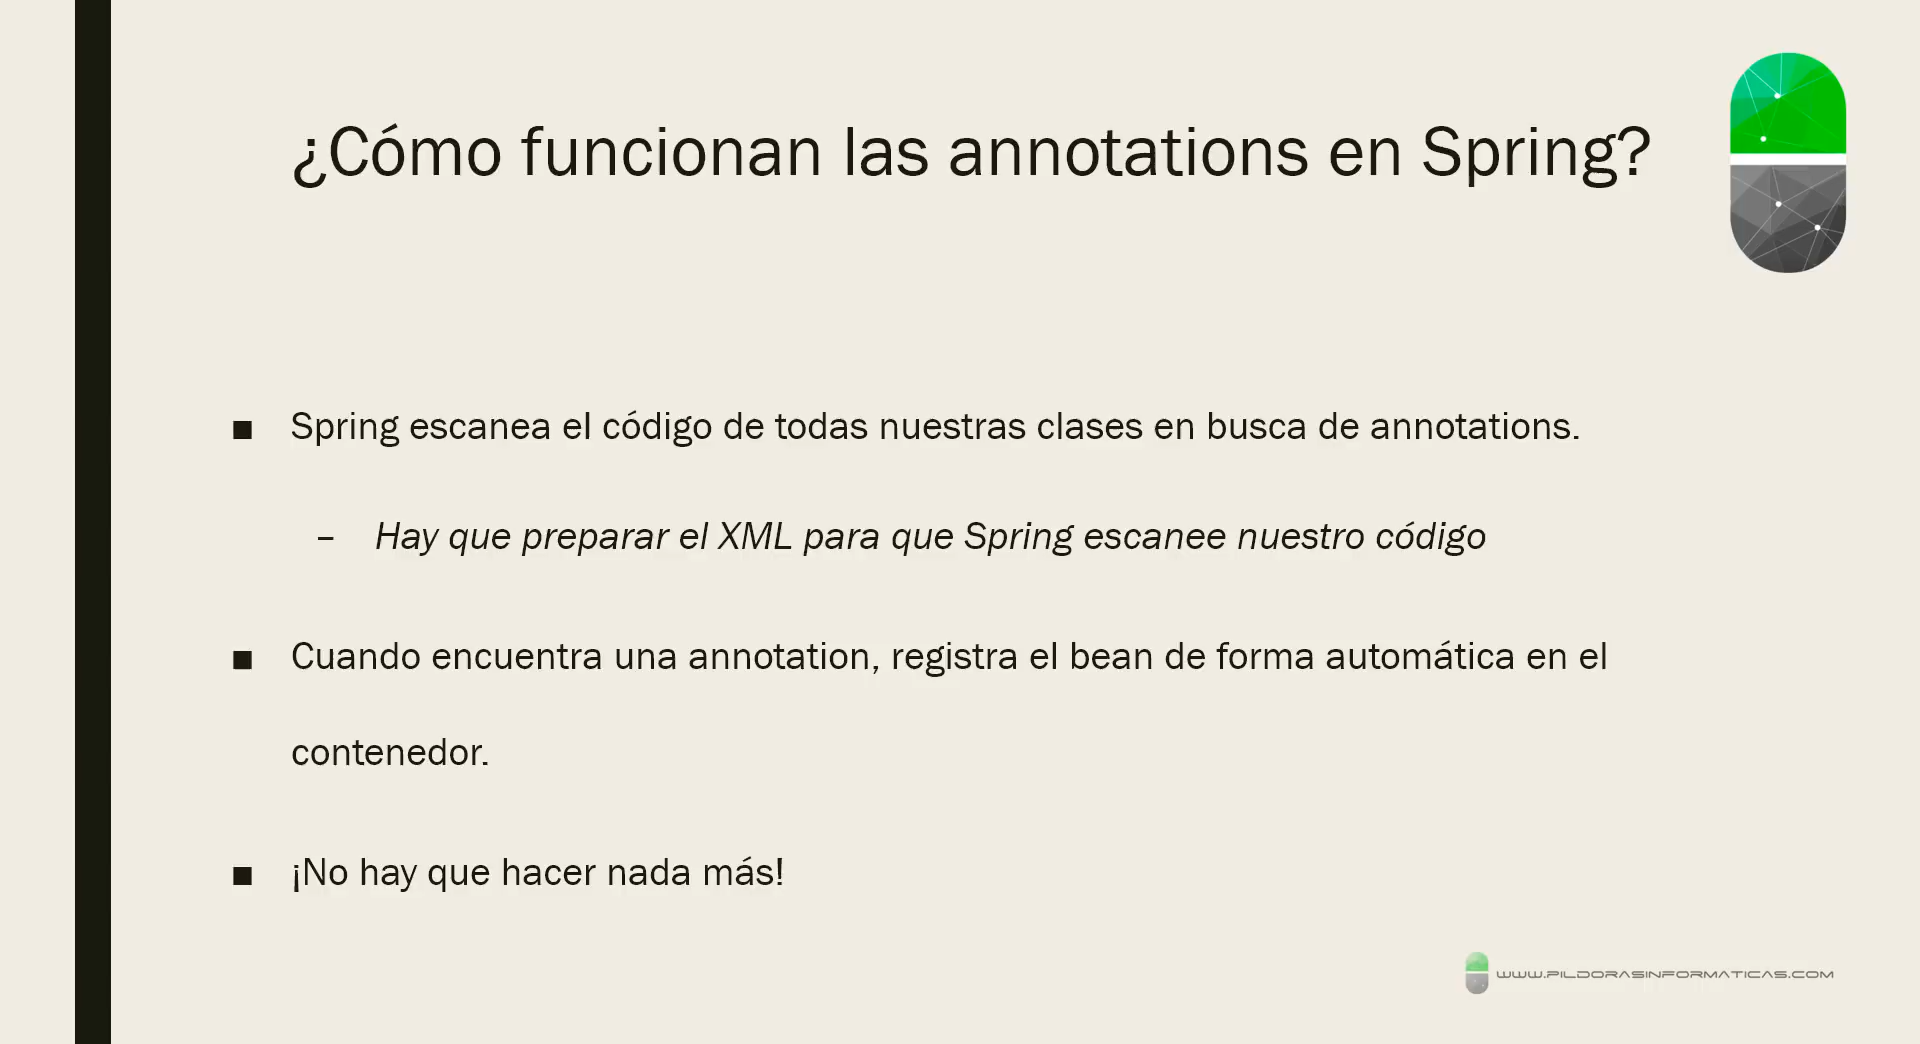 ¿Cómo funcionan las annotations en Spring?
■ Spring escanea el código de todas nuestras clases en busca de annotations.
– Hay que preparar el XML para que Spring escanee nuestro código
■ Cuando encuentra una annotation, registra el bean de forma automática en el
contenedor.
■ ¡No hay que hacer nada más!
WWW.PILDORASINFORMATICAS.COM